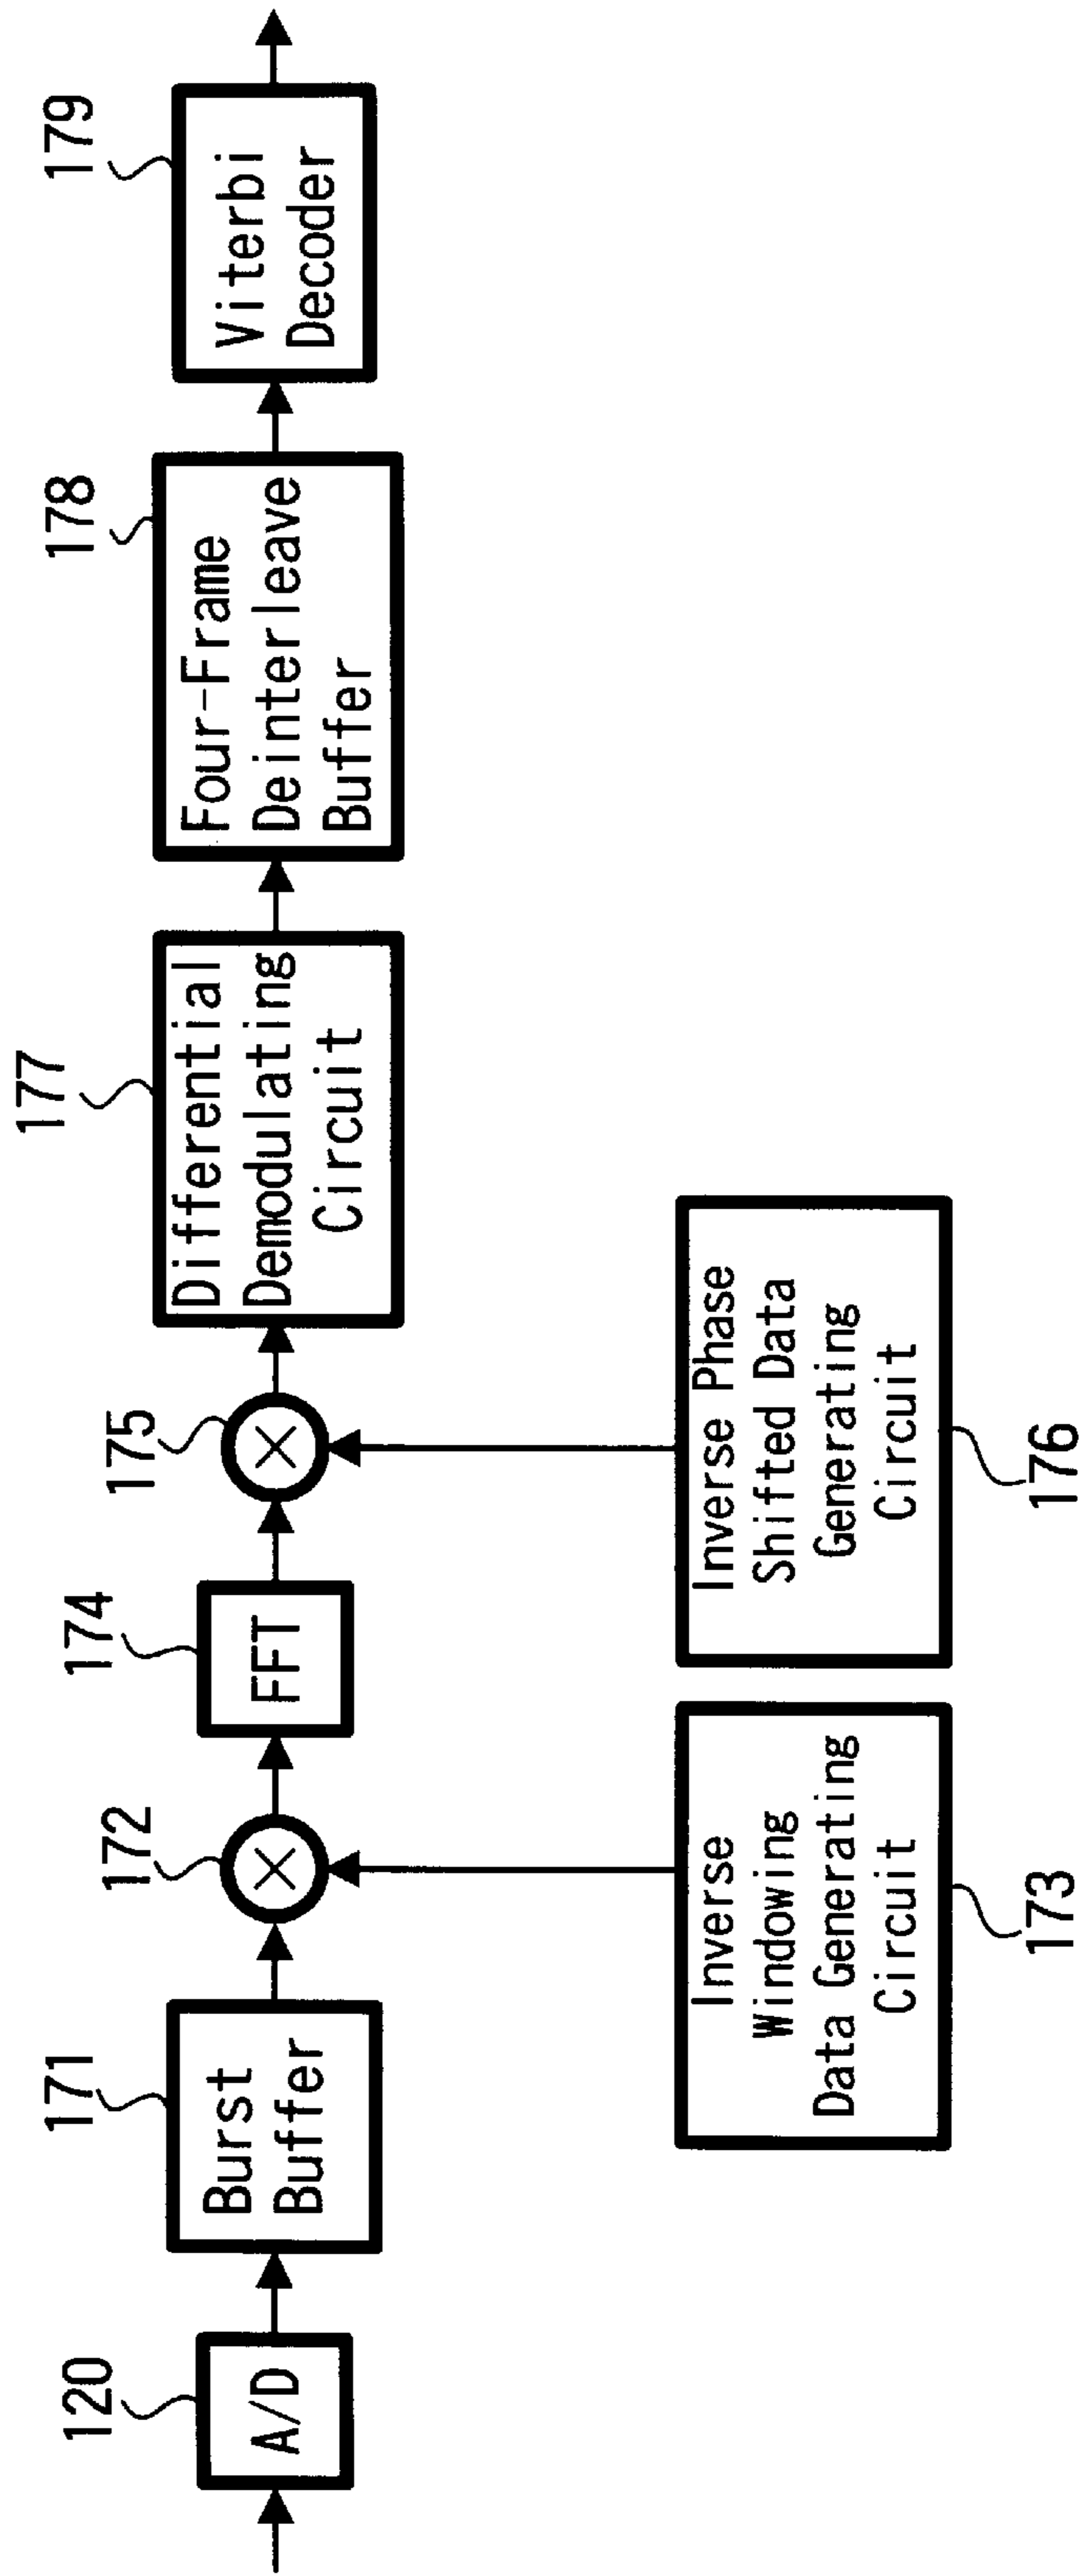 120
A/D
171
Burst
Buffer
172
×
Inverse
Windowing
Data Generating
Circuit
173
174
FFT
175
×
Inverse Phase
Shifted Data
Generating
Circuit
176
177
Differential
Demodulating
Circuit
178
Four-Frame
Deinterleave
Buffer
179
Viterbi
Decoder